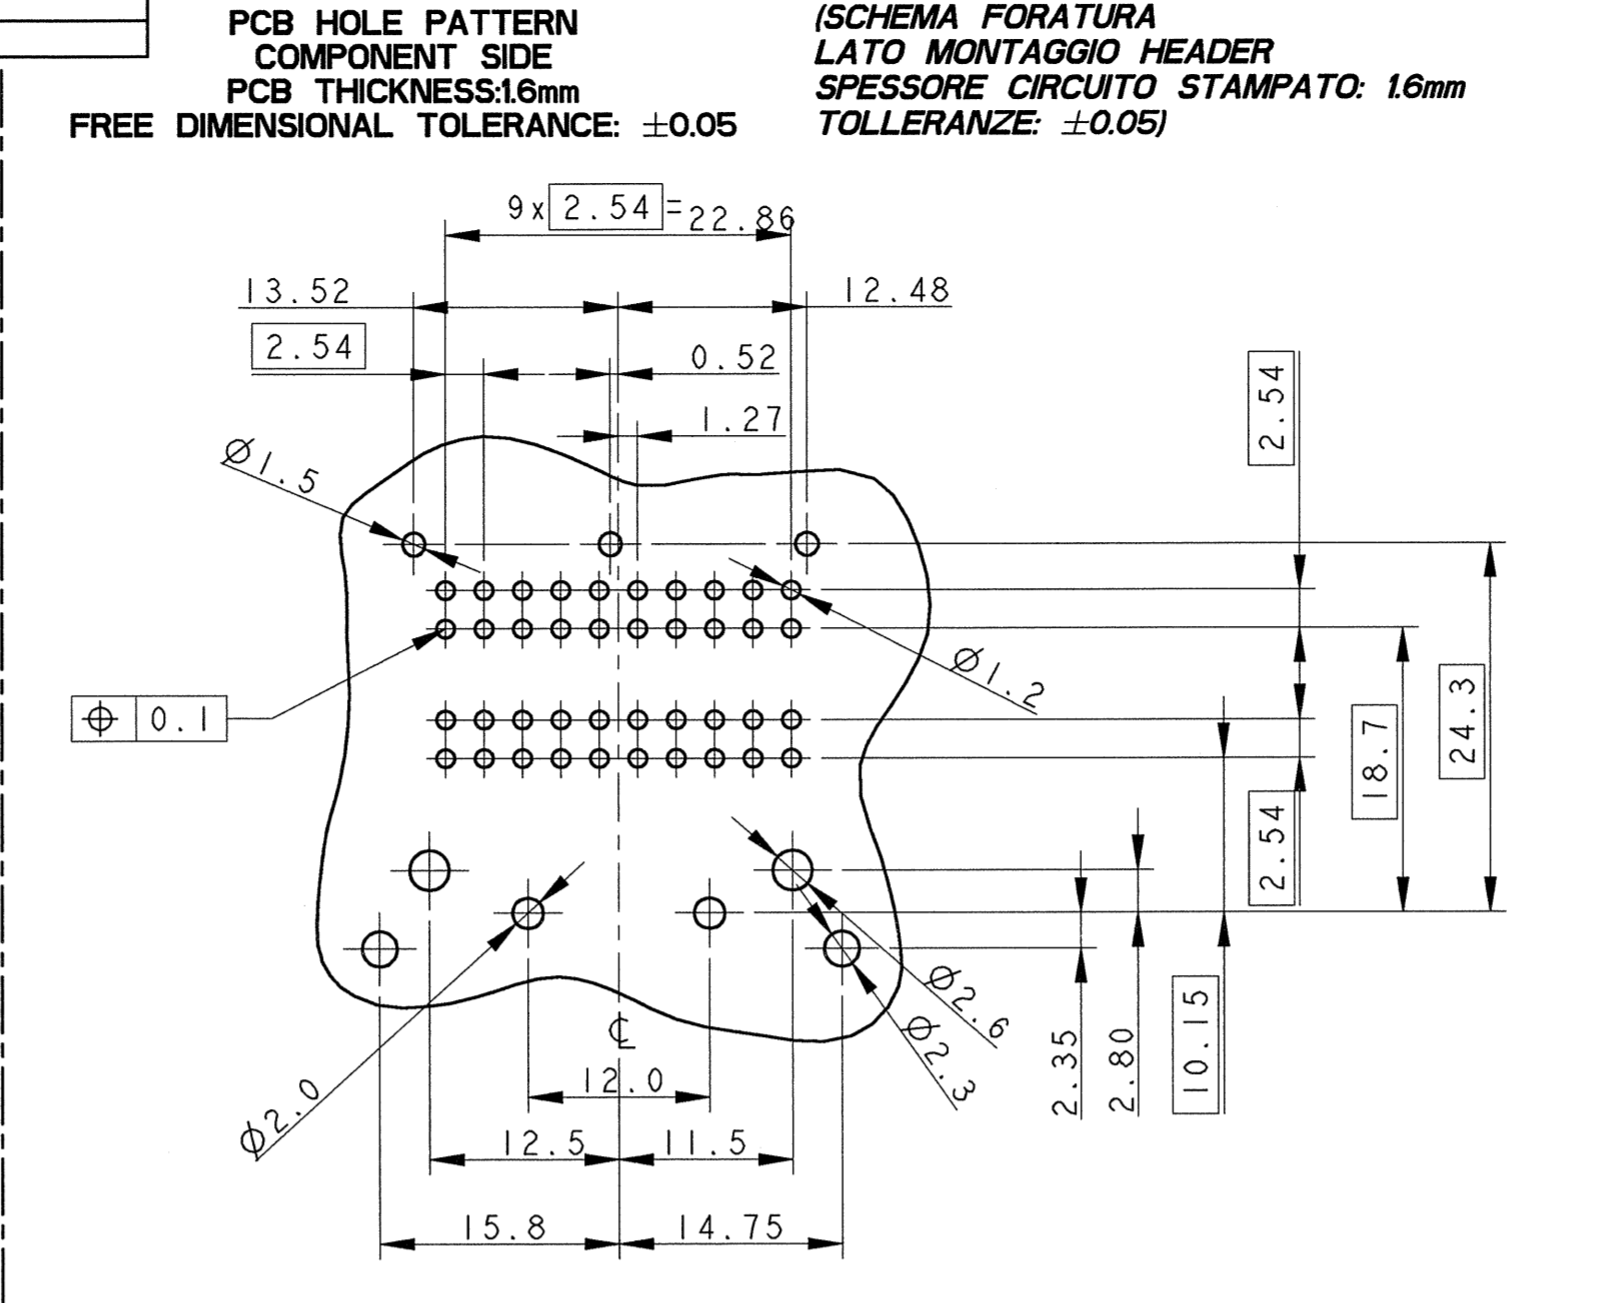 PCB HOLE PATTERN
COMPONENT SIDE
PCB THICKNESS:1.6mm
FREE DIMENSIONAL TOLERANCE: ±0.05
(SCHEMA FORATURA
LATO MONTAGGIO HEADER
SPESSORE CIRCUITO STAMPATO: 1.6mm
TOLLERANZE: ±0.05)
9x 2.54 =22.86
13.52
12.48
2.54
0.52
1.27
2.54
Ø1.5
Ø1.2
⌖ 0.1
24.3
18.7
2.54
Ø2.6
Ø2.3
2.35
2.80
10.15
℄
Ø2.0
12.0
12.5
11.5
15.8
14.75